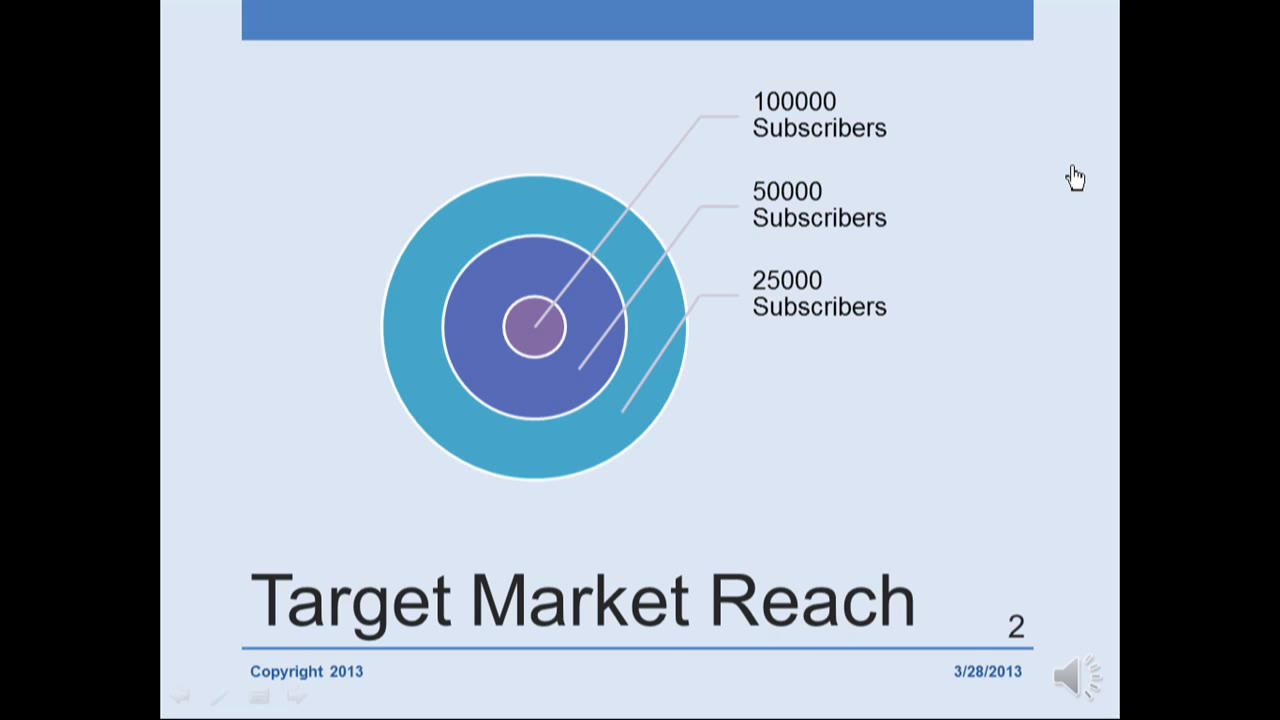 100000
Subscribers
50000
Subscribers
25000
Subscribers
Target Market Reach
2
Copyright 2013
3/28/2013